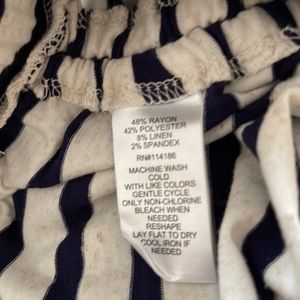 48% RAYON
42% POLYESTER
8% LINEN
2% SPANDEX
RN#114186
MACHINE WASH
COLD
WITH LIKE COLORS
GENTLE CYCLE
ONLY NON-CHLORINE
BLEACH WHEN
NEEDED
RESHAPE
LAY FLAT TO DRY
COOL IRON IF
NEEDED